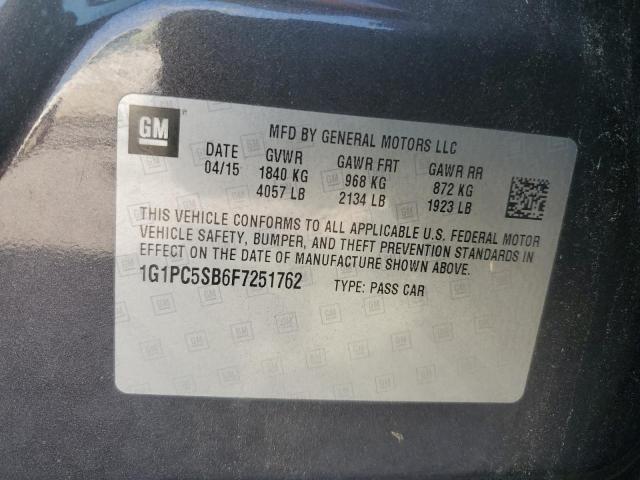 GM
MFD BY GENERAL MOTORS LLC
DATE GVWR GAWR FRT GAWR RR
04/15 1840 KG 968 KG 872 KG
4057 LB 2134 LB 1923 LB
THIS VEHICLE CONFORMS TO ALL APPLICABLE U.S. FEDERAL MOTOR
VEHICLE SAFETY, BUMPER, AND THEFT PREVENTION STANDARDS IN
EFFECT ON THE DATE OF MANUFACTURE SHOWN ABOVE.
1G1PC5SB6F7251762 TYPE: PASS CAR